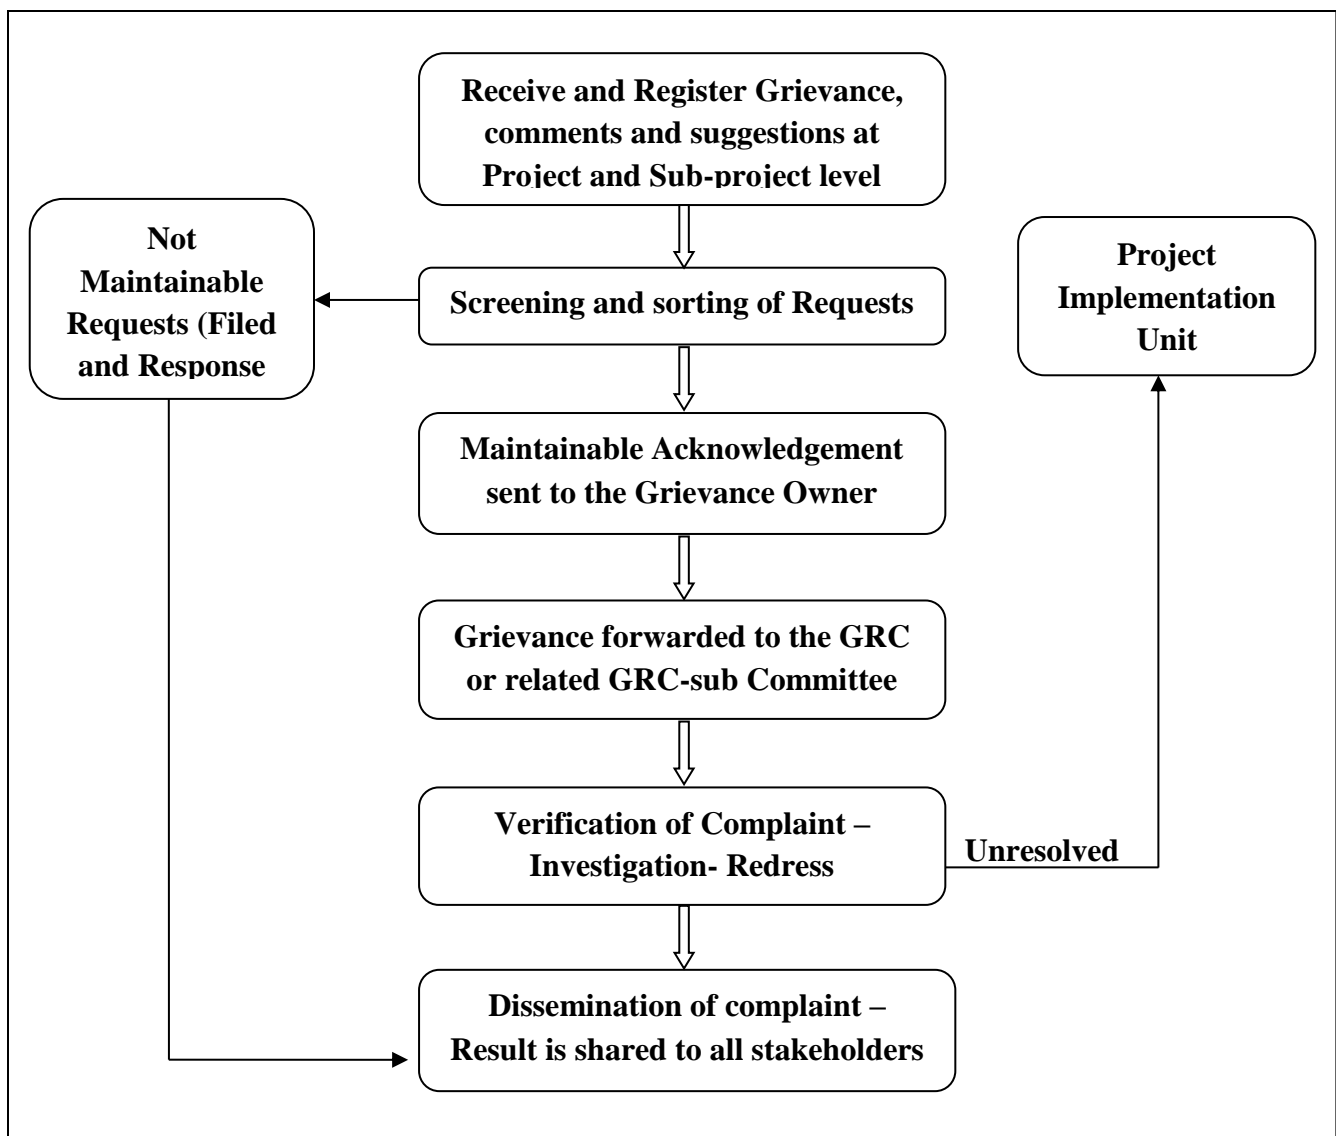 Receive and Register Grievance,
comments and suggestions at
Project and Sub-project level
Not
Maintainable
Requests (Filed
and Response
Project
Implementation
Unit
Screening and sorting of Requests
Maintainable Acknowledgement
sent to the Grievance Owner
Grievance forwarded to the GRC
or related GRC-sub Committee
Verification of Complaint –
Investigation- Redress
Unresolved
Dissemination of complaint –
Result is shared to all stakeholders